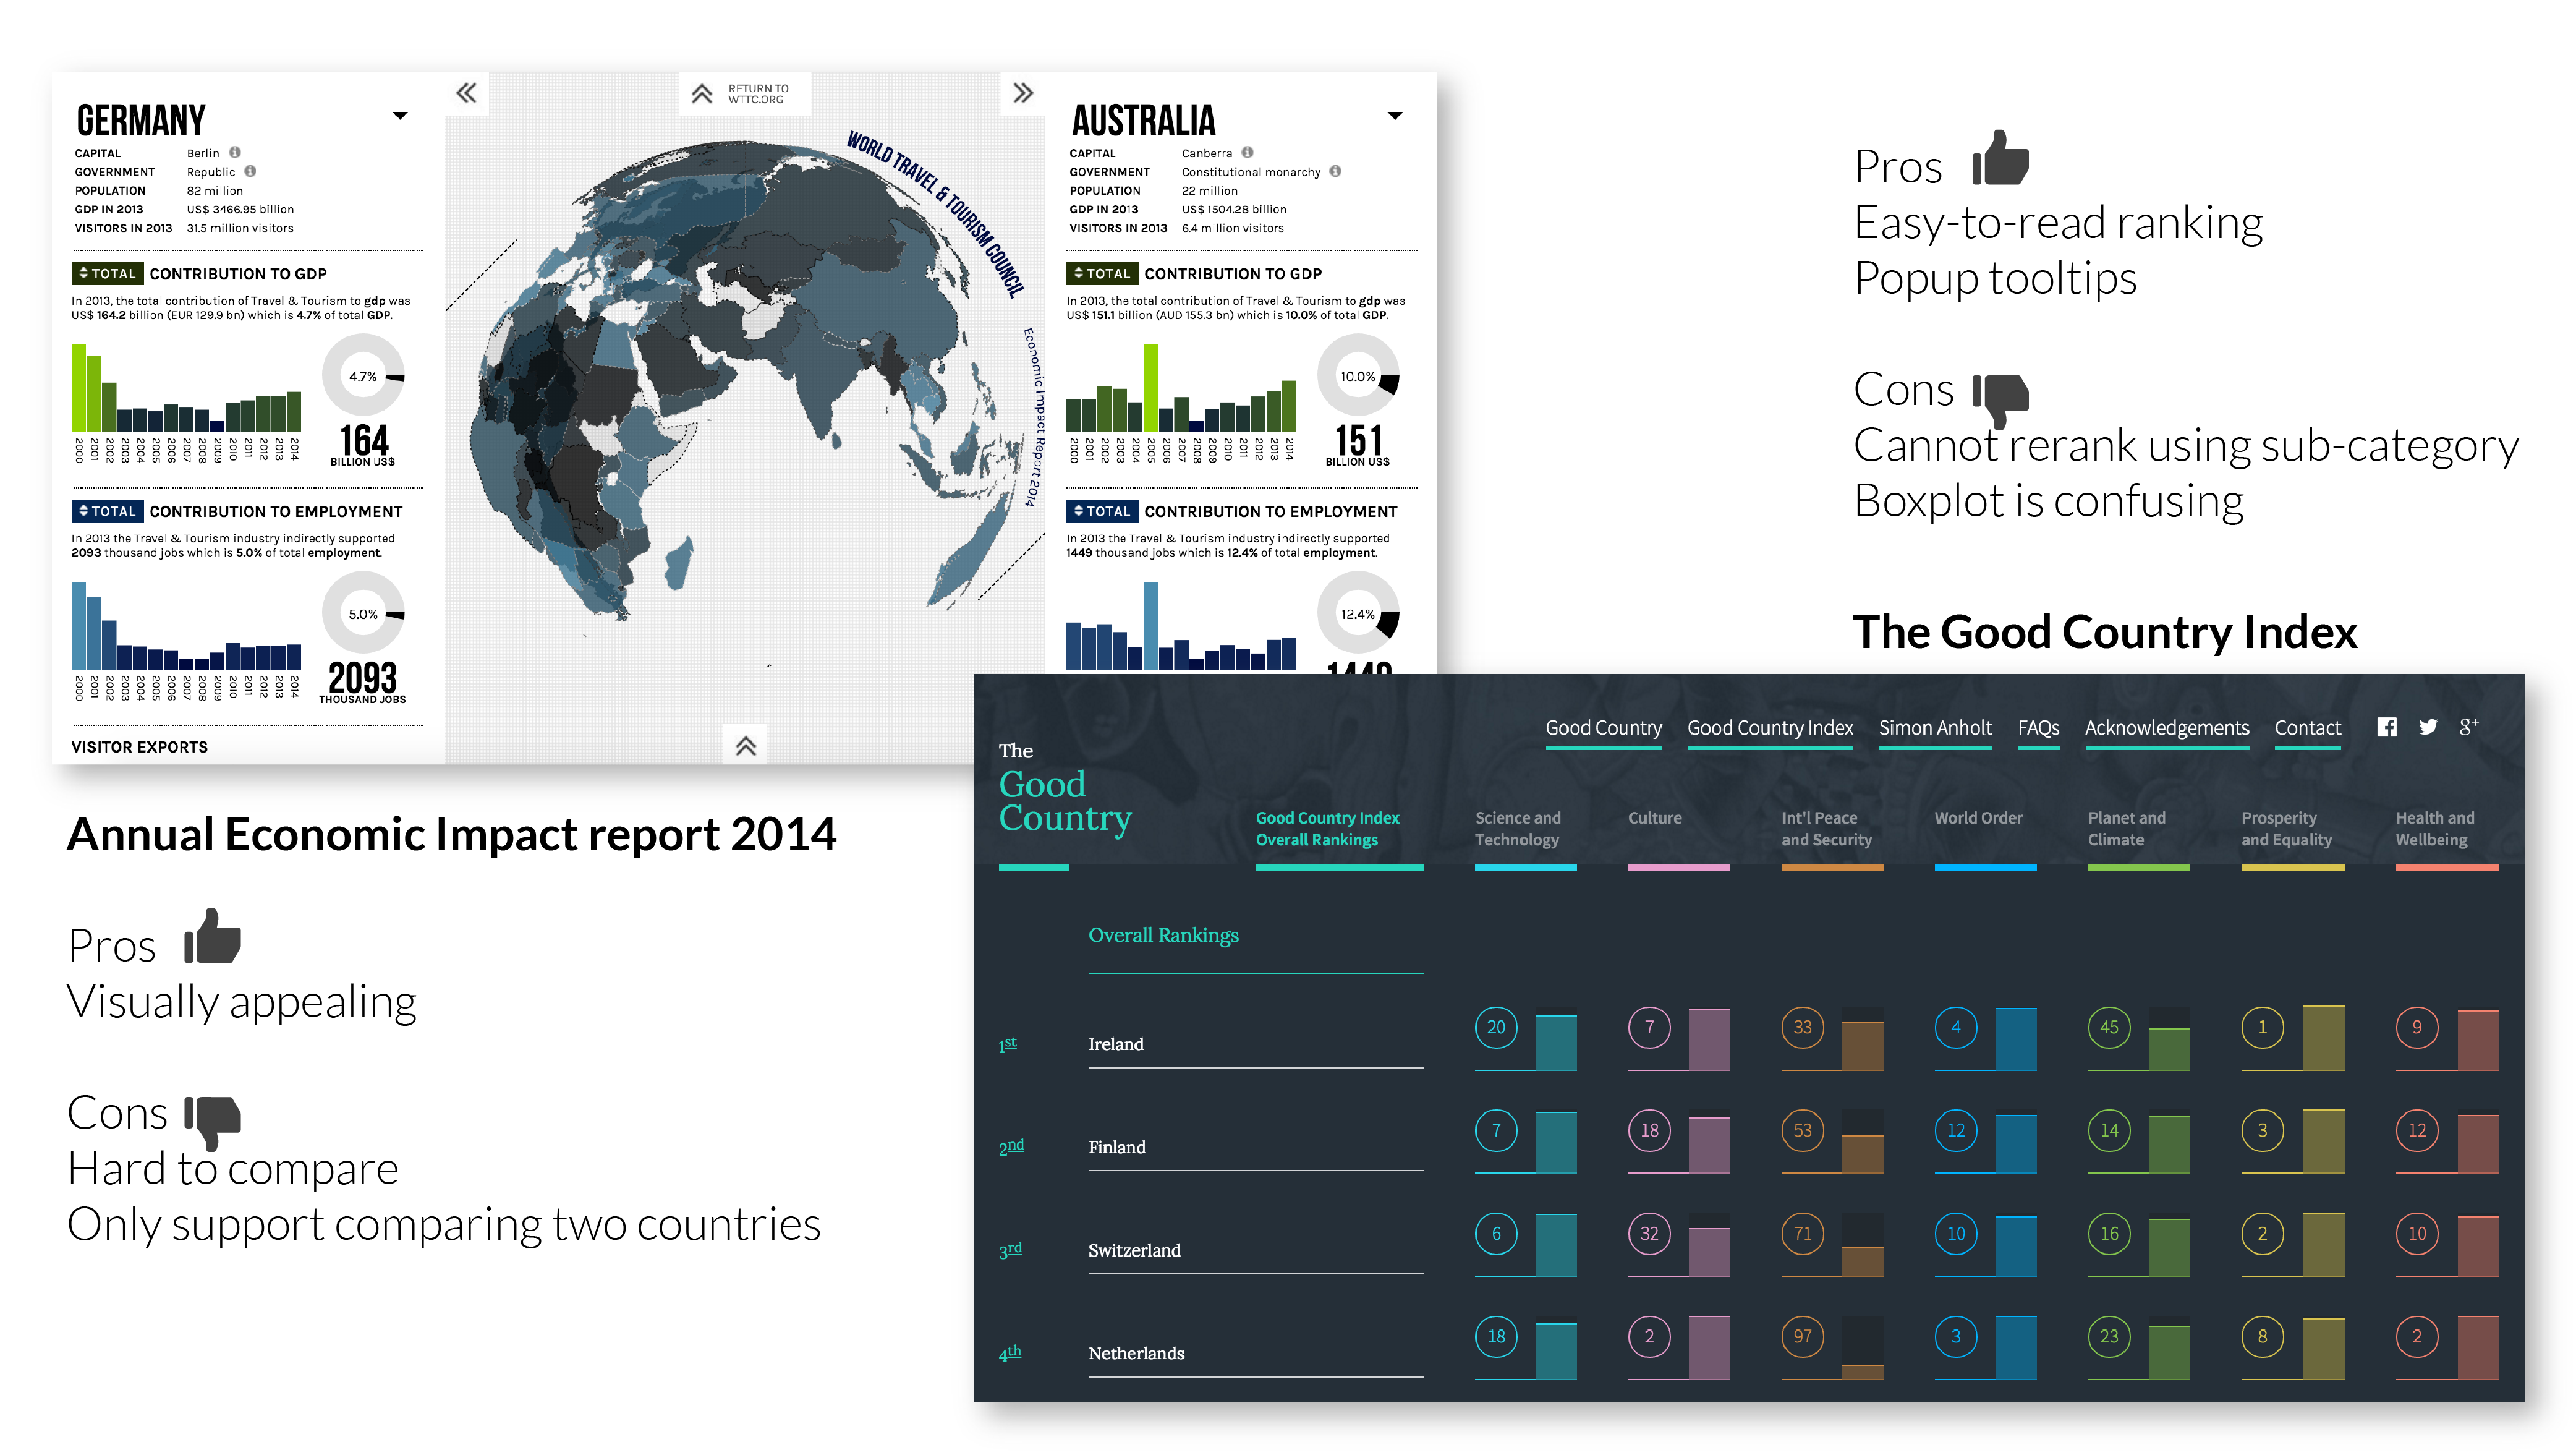 GERMANY
CAPITAL Berlin
GOVERNMENT Republic
POPULATION 82 million
GDP IN 2013 US$ 3466.95 billion
VISITORS IN 2013 31.5 million visitors
TOTAL CONTRIBUTION TO GDP
In 2013, the total contribution of Travel & Tourism to gdp was
US$ 164.2 billion (EUR 129.9 bn) which is 4.7% of total GDP.
4.7%
164
BILLION US$
2000 2001 2002 2003 2004 2005 2006 2007 2008 2009 2010 2011 2012 2013 2014
TOTAL CONTRIBUTION TO EMPLOYMENT
In 2013 the Travel & Tourism industry indirectly supported
2093 thousand jobs which is 5.0% of total employment.
5.0%
2093
THOUSAND JOBS
2000 2001 2002 2003 2004 2005 2006 2007 2008 2009 2010 2011 2012 2013 2014
VISITOR EXPORTS
RETURN TO
WTTC.ORG
WORLD TRAVEL & TOURISM COUNCIL
Economic Impact Report 2014
AUSTRALIA
CAPITAL Canberra
GOVERNMENT Constitutional monarchy
POPULATION 22 million
GDP IN 2013 US$ 1504.28 billion
VISITORS IN 2013 6.4 million visitors
TOTAL CONTRIBUTION TO GDP
In 2013, the total contribution of Travel & Tourism to gdp was
US$ 151.1 billion (AUD 155.3 bn) which is 10.0% of total GDP.
10.0%
151
BILLION US$
2000 2001 2002 2003 2004 2005 2006 2007 2008 2009 2010 2011 2012 2013 2014
TOTAL CONTRIBUTION TO EMPLOYMENT
In 2013 the Travel & Tourism industry indirectly supported
1449 thousand jobs which is 12.4% of total employment.
12.4%
1449
Annual Economic Impact report 2014
Pros
Visually appealing
Cons
Hard to compare
Only support comparing two countries
Pros
Easy-to-read ranking
Popup tooltips
Cons
Cannot rerank using sub-category
Boxplot is confusing
The Good Country Index
Good Country Good Country Index Simon Anholt FAQs Acknowledgements Contact g+
The
Good
Country
Good Country Index
Overall Rankings
Science and
Technology
Culture
Int'l Peace
and Security
World Order
Planet and
Climate
Prosperity
and Equality
Health and
Wellbeing
Overall Rankings
1st Ireland 20 7 33 4 45 1 9
2nd Finland 7 18 53 12 14 3 12
3rd Switzerland 6 32 71 10 16 2 10
4th Netherlands 18 2 97 3 23 8 2